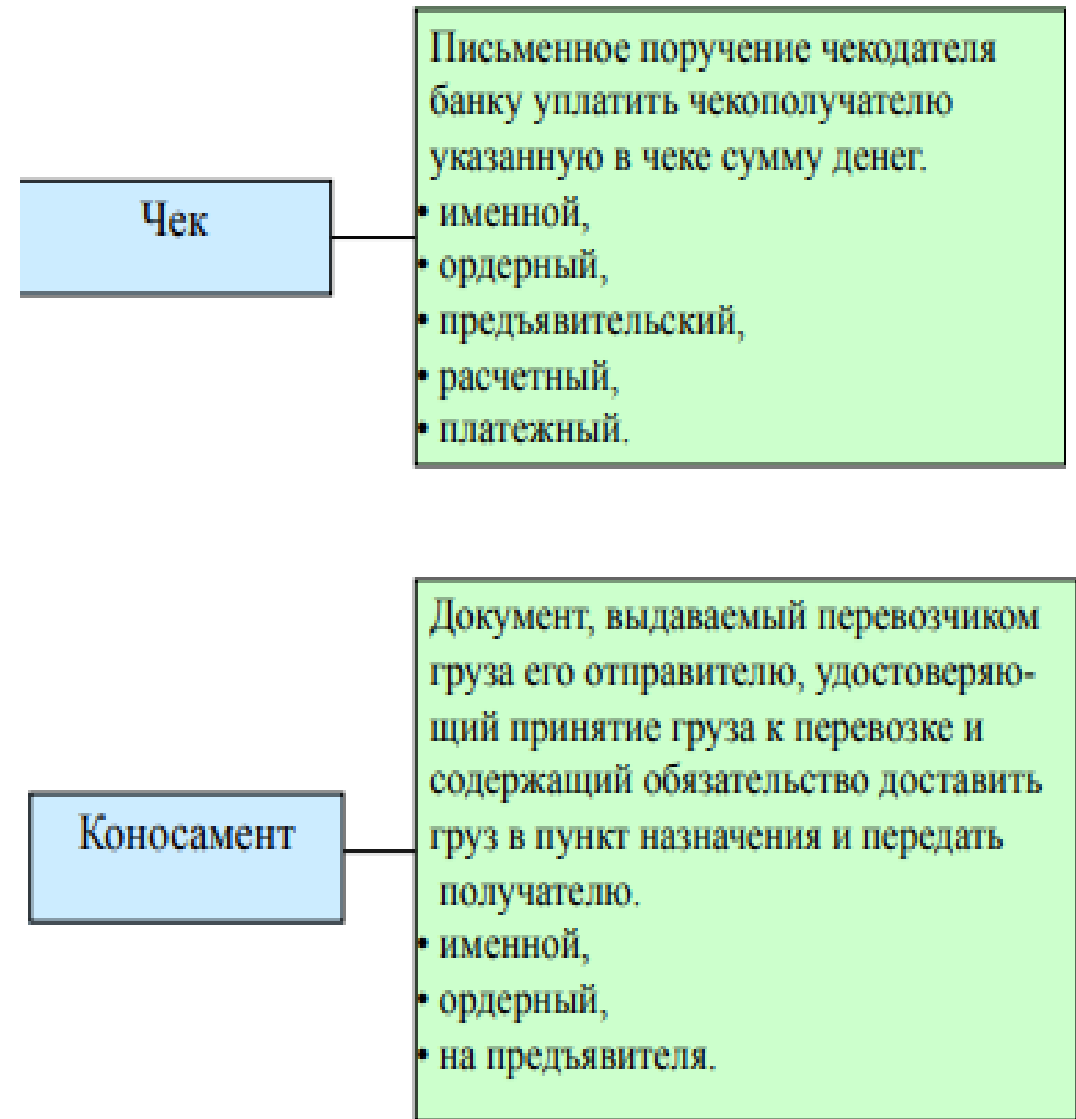 Чек
Письменное поручение чекодателя
банку уплатить чекополучателю
указанную в чеке сумму денег.
• именной,
• ордерный,
• предъявительский,
• расчетный,
• платежный.
Коносамент
Документ, выдаваемый перевозчиком
груза его отправителю, удостоверяю-
щий принятие груза к перевозке и
содержащий обязательство доставить
груз в пункт назначения и передать
получателю.
• именной,
• ордерный,
• на предъявителя.